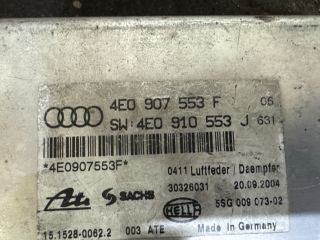 4E0 907 553 F 06
SW: 4E0 910 553 J 631
*4E0907553F*
0411 Luftfeder / Daempfer
30326031 20.09.2004
Ate SACHS HELLA 5SG 009 073-02
15.1528-0062.2 003 ATE Made in Germany